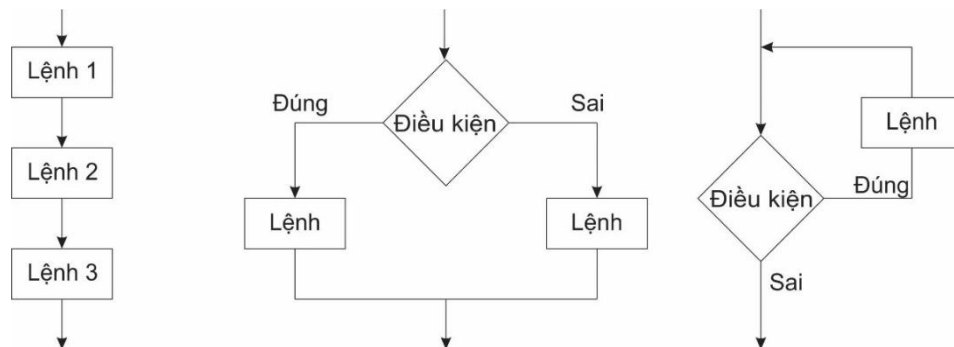 Lệnh 1
Lệnh 2
Lệnh 3
Đúng
Sai
Điều kiện
Lệnh
Lệnh
Lệnh
Điều kiện
Đúng
Sai